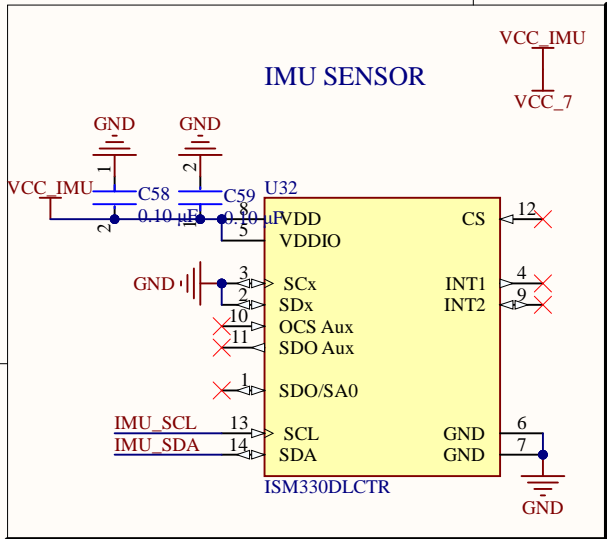 VCC_IMU
IMU SENSOR
VCC_7
GND
GND
1
2
VCC_IMU
C58
C59
U32
0.10 µF
0.10 µF
2
1
8
VDD
5
VDDIO
CS
12
GND
3
SCx
INT1
4
2
SDx
INT2
9
10
OCS Aux
11
SDO Aux
1
SDO/SA0
IMU_SCL
13
SCL
GND
6
IMU_SDA
14
SDA
GND
7
ISM330DLCTR
GND